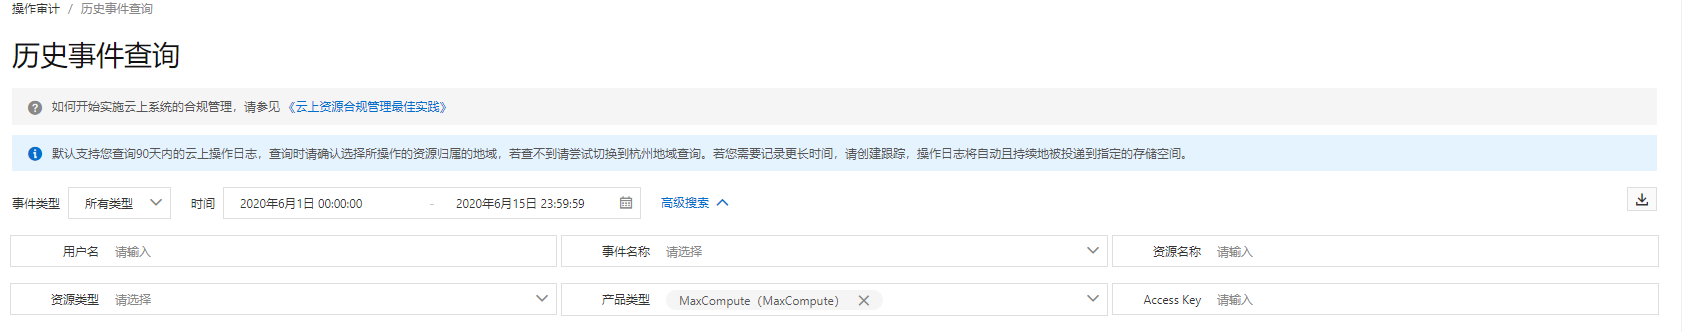 操作审计 / 历史事件查询
历史事件查询
如何开始实施云上系统的合规管理，请参见 《云上资源合规管理最佳实践》
默认支持您查询90天内的云上操作日志，查询时请确认选择所操作的资源归属的地域，若查不到请尝试切换到杭州地域查询。若您需要记录更长时间，请创建跟踪，操作日志将自动且持续地被投递到指定的存储空间。
事件类型 所有类型 时间 2020年6月1日 00:00:00 - 2020年6月15日 23:59:59 高级搜索
用户名 请输入 事件名称 请选择 资源名称 请输入
资源类型 请选择 产品类型 MaxCompute（MaxCompute） Access Key 请输入